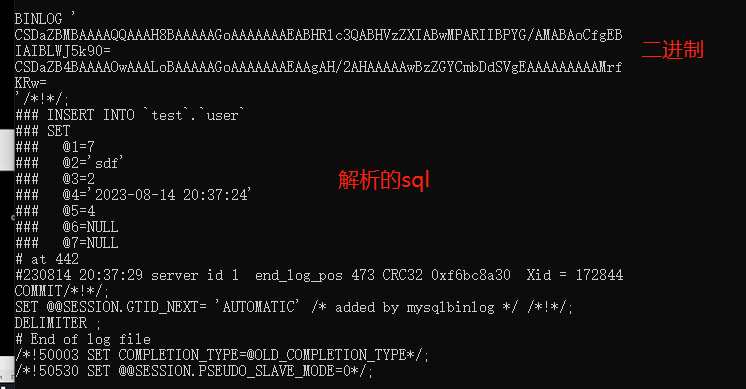 BINLOG '
CSDaZBMBAAAAQQAAAH8BAAAAAGoAAAAAAAEABHRlc3QABHVzZXIABwMPARIIBPYG/AMABAoCfgEB
IAIBLWJ5k90=
CSDaZB4BAAAAOwAAALoBAAAAAGoAAAAAAAEAAgAH/2AHAAAAAwBzZGYCmbDdSVgEAAAAAAAAAMrf
KRw=
'/*!*/;
二进制
### INSERT INTO `test`.`user`
### SET
###   @1=7
###   @2='sdf'
###   @3=2
###   @4='2023-08-14 20:37:24'
###   @5=4
###   @6=NULL
###   @7=NULL
解析的sql
# at 442
#230814 20:37:29 server id 1  end_log_pos 473 CRC32 0xf6bc8a30  Xid = 172844
COMMIT/*!*/;
SET @@SESSION.GTID_NEXT= 'AUTOMATIC' /* added by mysqlbinlog */ /*!*/;
DELIMITER ;
# End of log file
/*!50003 SET COMPLETION_TYPE=@OLD_COMPLETION_TYPE*/;
/*!50530 SET @@SESSION.PSEUDO_SLAVE_MODE=0*/;